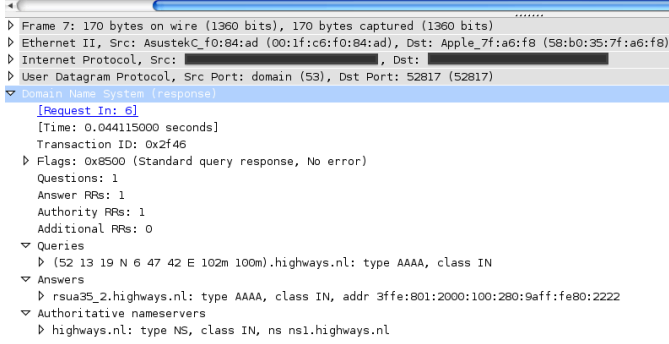 Frame 7: 170 bytes on wire (1360 bits), 170 bytes captured (1360 bits)
Ethernet II, Src: AsustekC_f0:84:ad (00:1f:c6:f0:84:ad), Dst: Apple_7f:a6:f8 (58:b0:35:7f:a6:f8)
Internet Protocol, Src: , Dst:
User Datagram Protocol, Src Port: domain (53), Dst Port: 52817 (52817)
Domain Name System (response)
[Request In: 6]
[Time: 0.044115000 seconds]
Transaction ID: 0x2f46
Flags: 0x8500 (Standard query response, No error)
Questions: 1
Answer RRs: 1
Authority RRs: 1
Additional RRs: 0
Queries
(52 13 19 N 6 47 42 E 102m 100m).highways.nl: type AAAA, class IN
Answers
rsua35_2.highways.nl: type AAAA, class IN, addr 3ffe:801:2000:100:280:9aff:fe80:2222
Authoritative nameservers
highways.nl: type NS, class IN, ns ns1.highways.nl